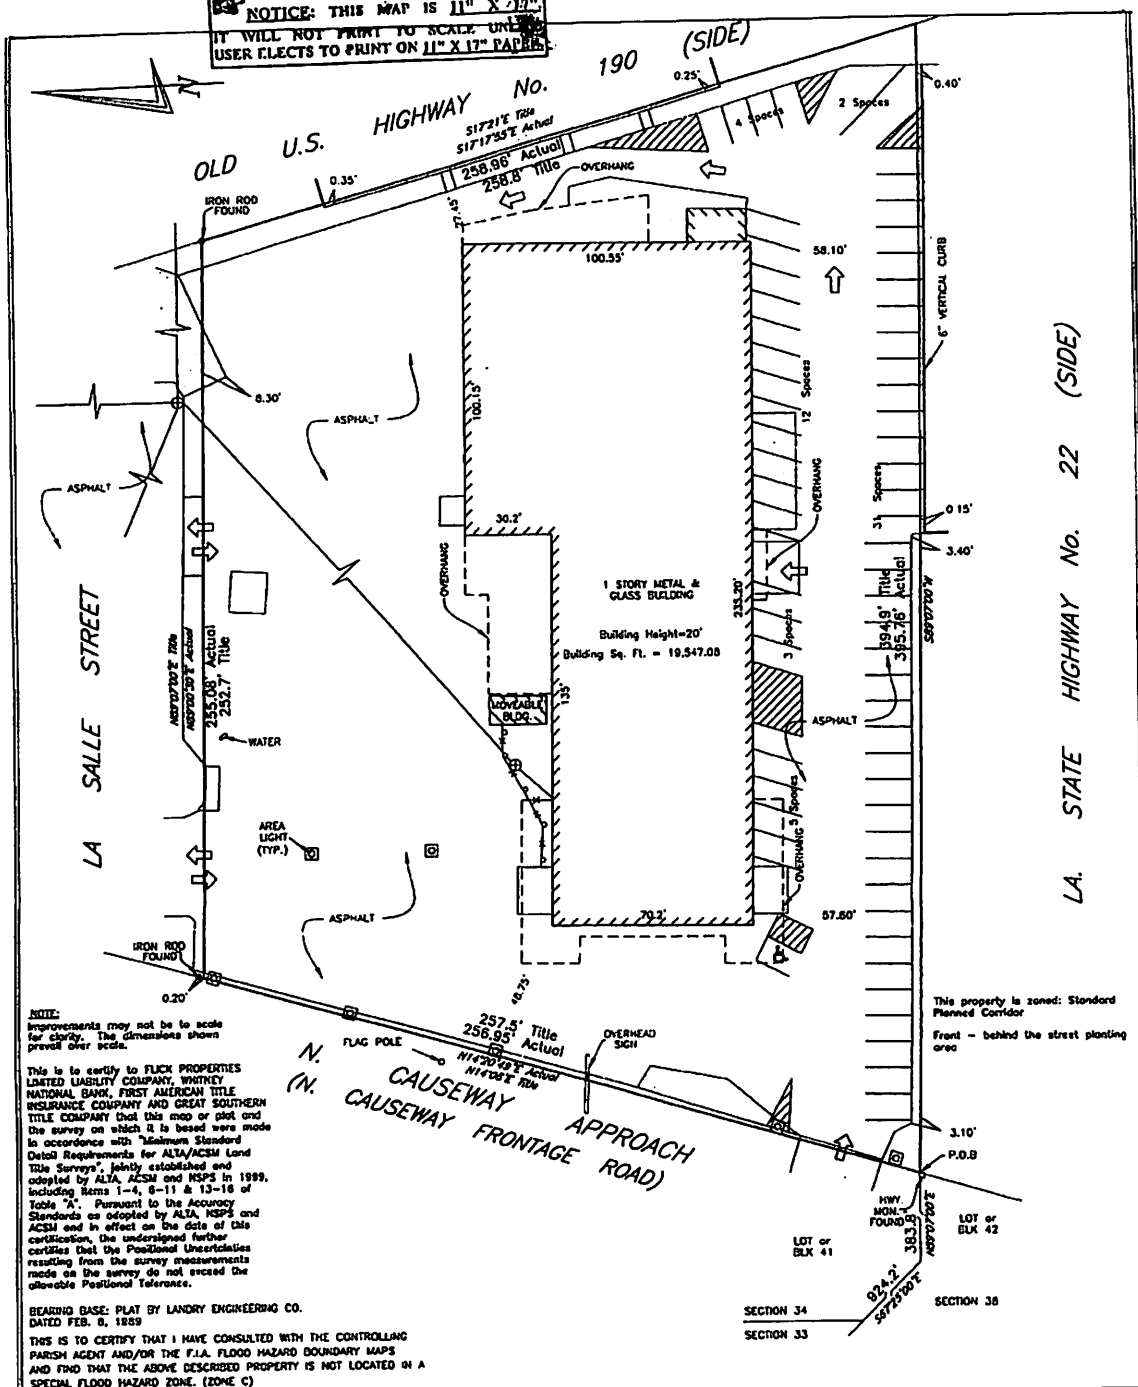 NOTICE: THIS MAP IS 11" X 17".
IT WILL NOT PRINT TO SCALE UNLESS
USER ELECTS TO PRINT ON 11" X 17" PAPER.
N
OLD U.S. HIGHWAY No. 190 (SIDE)
S17'21'E Title
S17'17'55"E Actual
258.96' Actual
258.8' Title
0.25'
0.40'
0.35'
4 Spaces
2 Spaces
OVERHANG
IRON ROD
FOUND
27.45'
100.55'
58.10'
6" VERTICAL CURB
8.30'
ASPHALT
100.15'
12 Spaces
ASPHALT
OVERHANG
31 Spaces
30.2'
0.15'
3.40'
OVERHANG
1 STORY METAL &
GLASS BUILDING
Building Height=20'
Building Sq. Ft. = 19,547.08
235.20'
3 Spaces
394.9' Title
395.76' Actual
S89'07'00"W
LA SALLE STREET
N89'07'00"E Title
N89'00'30"E Actual
255.08' Actual
252.7' Title
WATER
MOVEABLE
BLDG.
135'
ASPHALT
LA. STATE HIGHWAY No. 22 (SIDE)
AREA
LIGHT
(TYP.)
5 Spaces
OVERHANG
ASPHALT
70.2'
57.60'
IRON ROD
FOUND
0.20'
48.75'
257.5' Title
256.95' Actual
N14'20'49"E Actual
N14'08'E Title
FLAG POLE
OVERHEAD
SIGN
N. CAUSEWAY APPROACH
(N. CAUSEWAY FRONTAGE ROAD)
This property is zoned: Standard
Planned Corridor
Front - behind the street planting
area
3.10'
P.O.B
HWY.
MON.
FOUND
383.8
N89'07'00"E
LOT or
BLK 41
LOT or
BLK 42
924.2'
S67'25'00"E
SECTION 34
SECTION 33
SECTION 38
NOTE:
Improvements may not be to scale
for clarity. The dimensions shown
prevail over scale.
This is to certify to FLICK PROPERTIES
LIMITED LIABILITY COMPANY, WHITNEY
NATIONAL BANK, FIRST AMERICAN TITLE
INSURANCE COMPANY AND GREAT SOUTHERN
TITLE COMPANY that this map or plat and
the survey on which it is based were made
in accordance with "Minimum Standard
Detail Requirements for ALTA/ACSM Land
Title Surveys", jointly established and
adopted by ALTA, ACSM and NSPS in 1999,
including items 1-4, 6-11 & 13-16 of
Table "A". Pursuant to the Accuracy
Standards as adopted by ALTA, NSPS and
ACSM and in effect on the date of this
certification, the undersigned further
certifies that the Positional Uncertainties
resulting from the survey measurements
made on the survey do not exceed the
allowable Positional Tolerance.
BEARING BASE: PLAT BY LANDRY ENGINEERING CO.
DATED FEB. 8, 1989
THIS IS TO CERTIFY THAT I HAVE CONSULTED WITH THE CONTROLLING
PARISH AGENT AND/OR THE F.I.A. FLOOD HAZARD BOUNDARY MAPS
AND FIND THAT THE ABOVE DESCRIBED PROPERTY IS NOT LOCATED IN A
SPECIAL FLOOD HAZARD ZONE. (ZONE C)